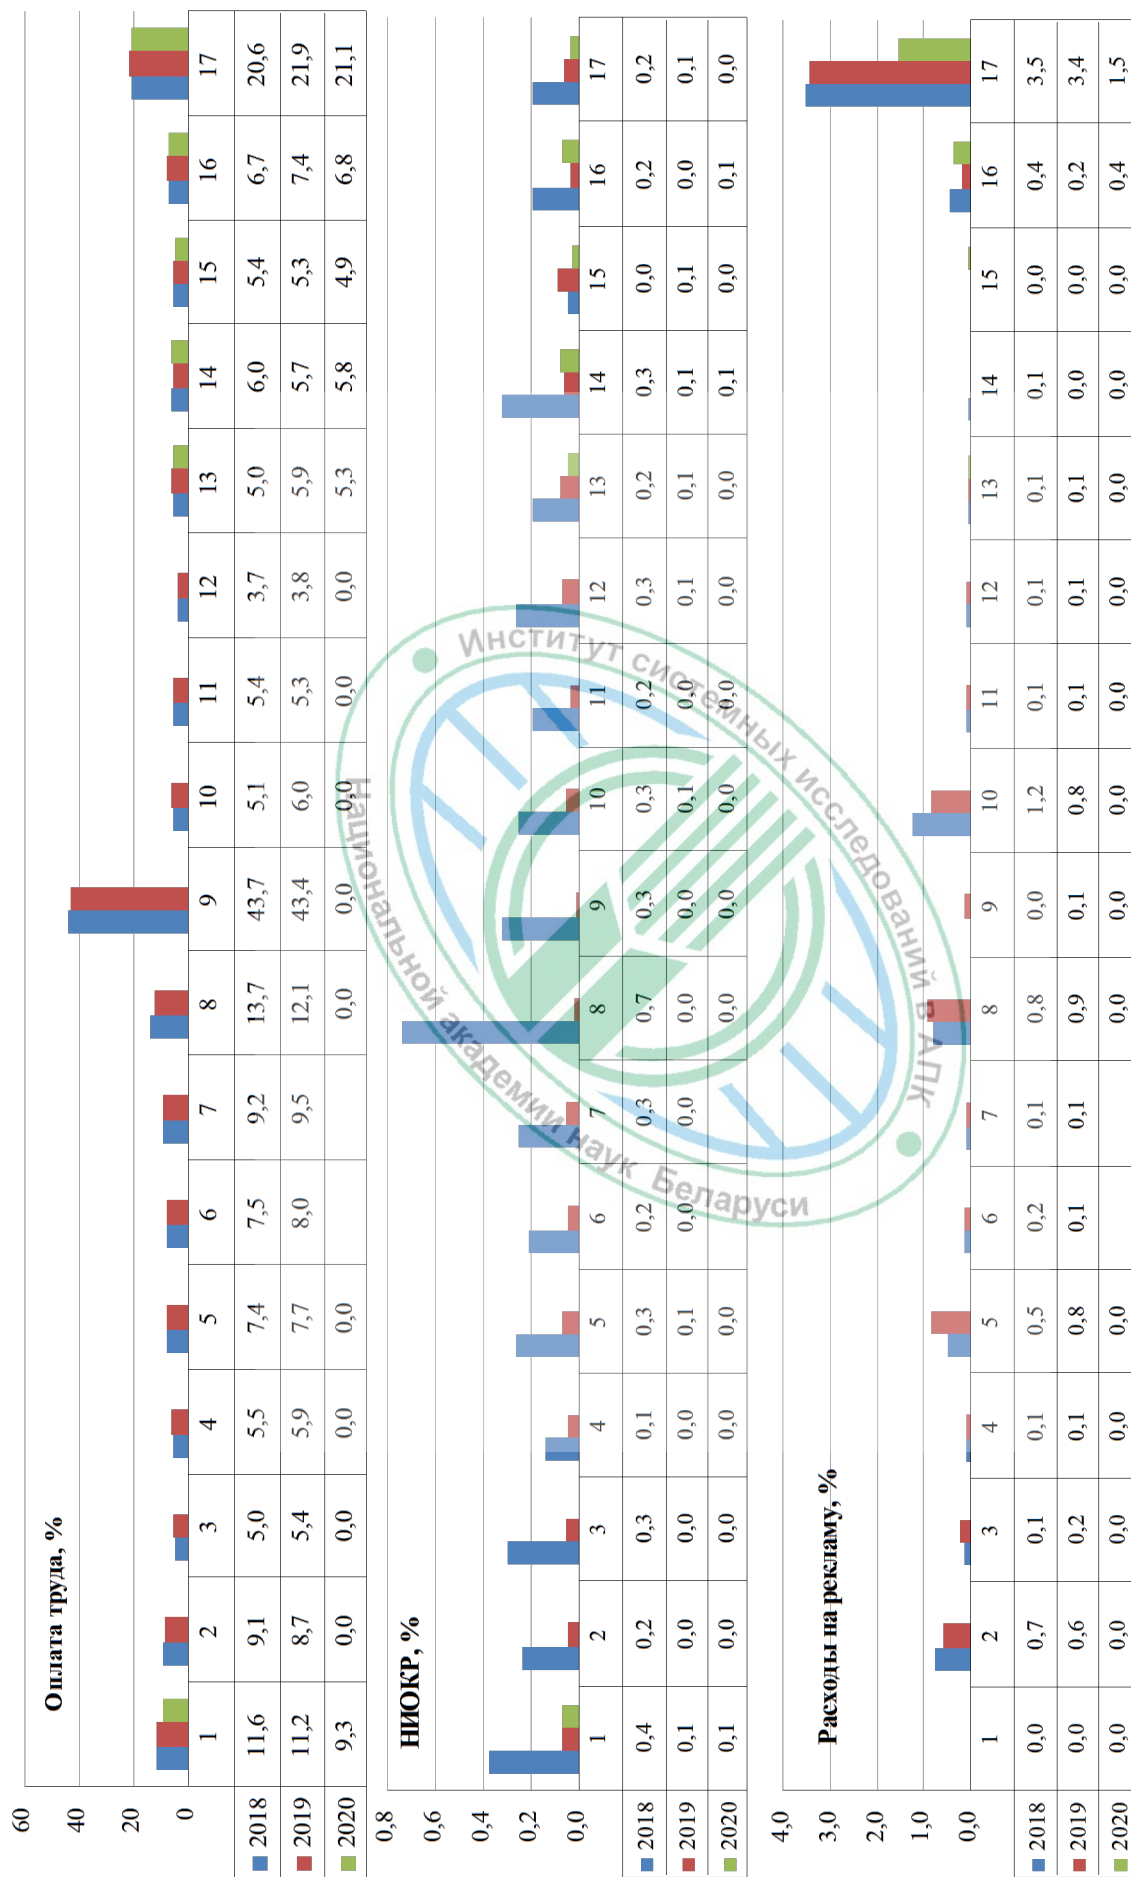 Оплата труда, %
60
40
20
0
1 2 3 4 5 6 7 8 9 10 11 12 13 14 15 16 17
2018 11,6 9,1 5,0 5,5 7,4 7,5 9,2 13,7 43,7 5,1 5,4 3,7 5,0 6,0 5,4 6,7 20,6
2019 11,2 8,7 5,4 5,9 7,7 8,0 9,5 12,1 43,4 6,0 5,3 3,8 5,9 5,7 5,3 7,4 21,9
2020 9,3 0,0 0,0 0,0 0,0 0,0 0,0 0,0 0,0 0,0 5,3 5,8 4,9 6,8 21,1
НИОКР, %
0,8
0,6
0,4
0,2
0,0
1 2 3 4 5 6 7 8 9 10 11 12 13 14 15 16 17
2018 0,4 0,2 0,3 0,1 0,3 0,2 0,3 0,7 0,3 0,3 0,2 0,3 0,2 0,3 0,0 0,2 0,2
2019 0,1 0,0 0,0 0,0 0,1 0,0 0,0 0,0 0,0 0,1 0,0 0,1 0,1 0,1 0,1 0,0 0,1
2020 0,1 0,0 0,0 0,0 0,0 0,0 0,0 0,0 0,0 0,0 0,0 0,1 0,0 0,1 0,0
Расходы на рекламу, %
4,0
3,0
2,0
1,0
0,0
1 2 3 4 5 6 7 8 9 10 11 12 13 14 15 16 17
2018 0,0 0,7 0,1 0,1 0,5 0,2 0,1 0,8 0,0 1,2 0,1 0,1 0,1 0,1 0,0 0,4 3,5
2019 0,0 0,6 0,2 0,1 0,8 0,1 0,1 0,9 0,1 0,8 0,1 0,1 0,1 0,0 0,0 0,2 3,4
2020 0,0 0,0 0,0 0,0 0,0 0,0 0,0 0,0 0,0 0,0 0,0 0,0 0,0 0,4 1,5
Институт системных исследований в АПК
Национальной академии наук Беларуси